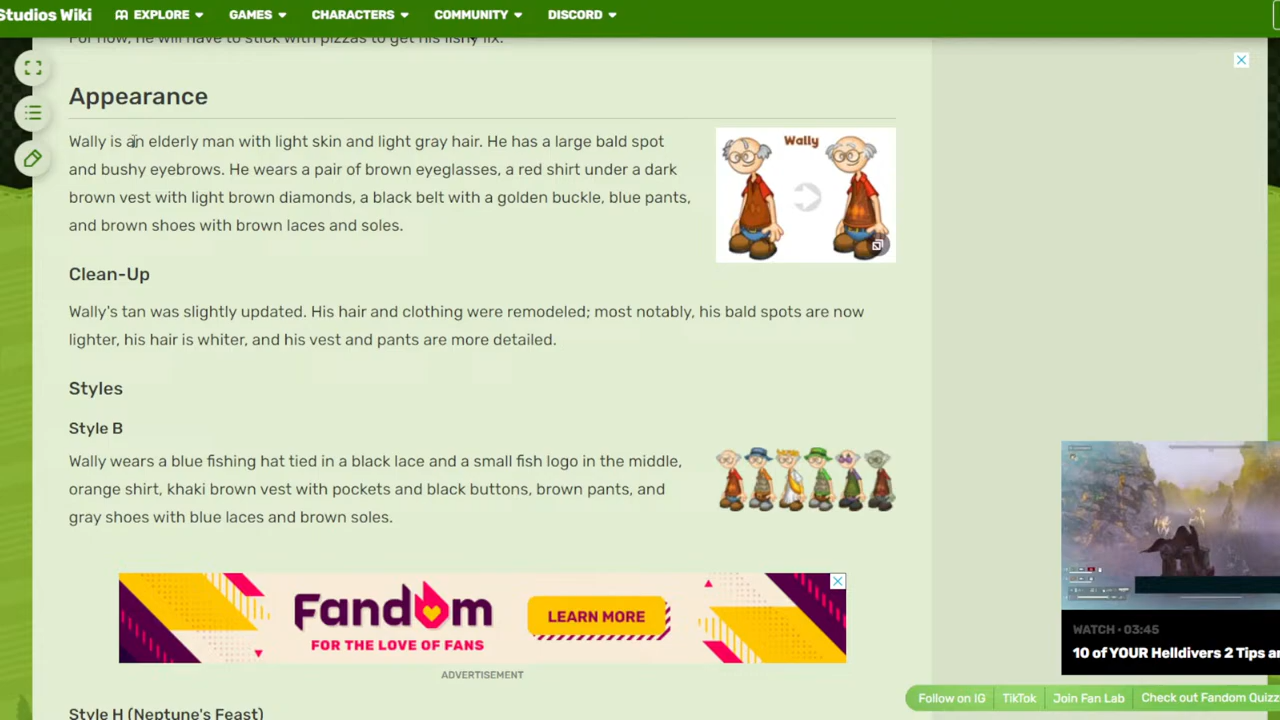 Studios Wiki EXPLORE GAMES CHARACTERS COMMUNITY DISCORD
For now, he will have to stick with pizzas to get his fishy fix.
Appearance
Wally is an elderly man with light skin and light gray hair. He has a large bald spot
and bushy eyebrows. He wears a pair of brown eyeglasses, a red shirt under a dark
brown vest with light brown diamonds, a black belt with a golden buckle, blue pants,
and brown shoes with brown laces and soles.
Wally
Clean-Up
Wally's tan was slightly updated. His hair and clothing were remodeled; most notably, his bald spots are now
lighter, his hair is whiter, and his vest and pants are more detailed.
Styles
Style B
Wally wears a blue fishing hat tied in a black lace and a small fish logo in the middle,
orange shirt, khaki brown vest with pockets and black buttons, brown pants, and
gray shoes with blue laces and brown soles.
Fandom
FOR THE LOVE OF FANS
LEARN MORE
ADVERTISEMENT
WATCH • 03:45
10 of YOUR Helldivers 2 Tips
Follow on IG TikTok Join Fan Lab Check out Fandom Quizz
Style H (Neptune's Feast)